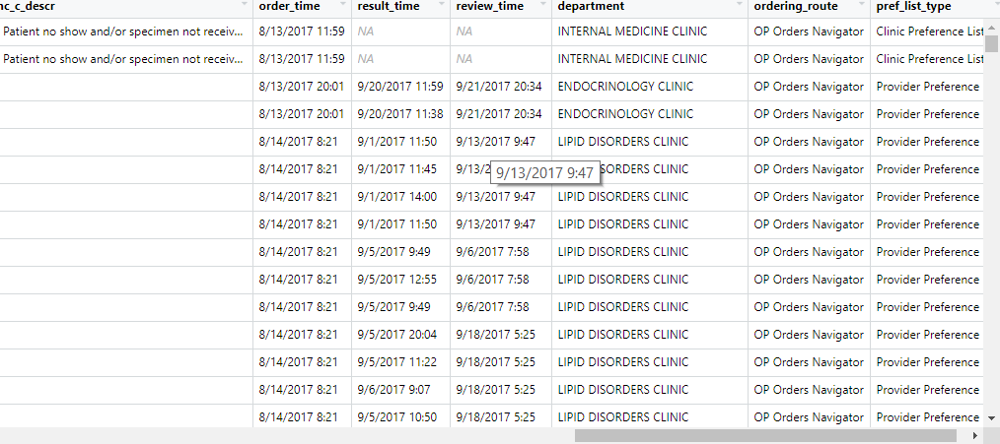 nc_c_descr order_time result_time review_time department ordering_route pref_list_type
Patient no show and/or specimen not receiv... 8/13/2017 11:59 NA NA INTERNAL MEDICINE CLINIC OP Orders Navigator Clinic Preference List
Patient no show and/or specimen not receiv... 8/13/2017 11:59 NA NA INTERNAL MEDICINE CLINIC OP Orders Navigator Clinic Preference List
8/13/2017 20:01 9/20/2017 11:59 9/21/2017 20:34 ENDOCRINOLOGY CLINIC OP Orders Navigator Provider Preference
8/13/2017 20:01 9/20/2017 11:38 9/21/2017 20:34 ENDOCRINOLOGY CLINIC OP Orders Navigator Provider Preference
8/14/2017 8:21 9/1/2017 11:50 9/13/2017 9:47 LIPID DISORDERS CLINIC OP Orders Navigator Provider Preference
8/14/2017 8:21 9/1/2017 11:45 9/13/2 SORDERS CLINIC OP Orders Navigator Provider Preference
9/13/2017 9:47
8/14/2017 8:21 9/1/2017 14:00 9/13/2017 9:47 LIPID DISORDERS CLINIC OP Orders Navigator Provider Preference
8/14/2017 8:21 9/1/2017 11:50 9/13/2017 9:47 LIPID DISORDERS CLINIC OP Orders Navigator Provider Preference
8/14/2017 8:21 9/5/2017 9:49 9/6/2017 7:58 LIPID DISORDERS CLINIC OP Orders Navigator Provider Preference
8/14/2017 8:21 9/5/2017 12:55 9/6/2017 7:58 LIPID DISORDERS CLINIC OP Orders Navigator Provider Preference
8/14/2017 8:21 9/5/2017 9:49 9/6/2017 7:58 LIPID DISORDERS CLINIC OP Orders Navigator Provider Preference
8/14/2017 8:21 9/5/2017 20:04 9/18/2017 5:25 LIPID DISORDERS CLINIC OP Orders Navigator Provider Preference
8/14/2017 8:21 9/5/2017 11:22 9/18/2017 5:25 LIPID DISORDERS CLINIC OP Orders Navigator Provider Preference
8/14/2017 8:21 9/6/2017 9:07 9/18/2017 5:25 LIPID DISORDERS CLINIC OP Orders Navigator Provider Preference
8/14/2017 8:21 9/5/2017 10:50 9/18/2017 5:25 LIPID DISORDERS CLINIC OP Orders Navigator Provider Preference